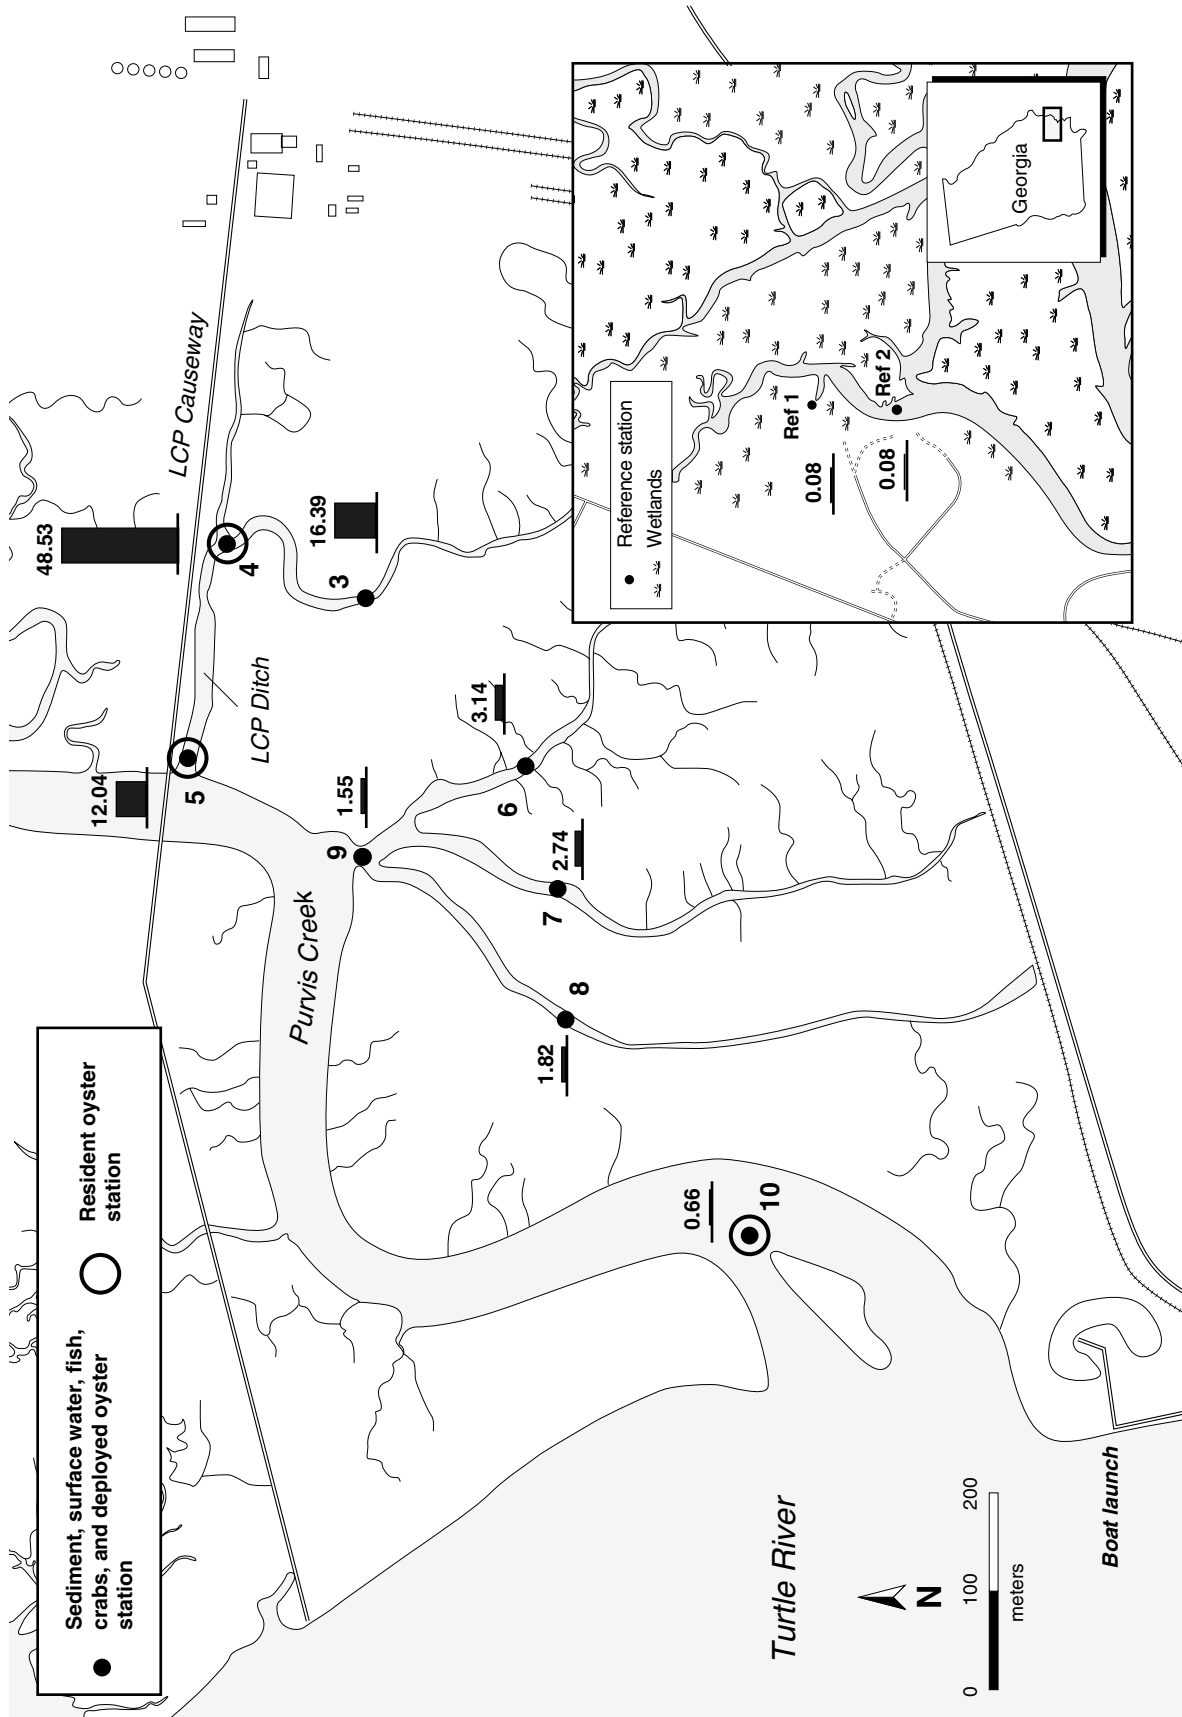 Sediment, surface water, fish,
crabs, and deployed oyster
station
Resident oyster
station
LCP Causeway
48.53
4
16.39
3
12.04
5
LCP Ditch
Purvis Creek
9
1.55
6
3.14
7
2.74
8
1.82
0.66
10
Turtle River
N
0
100
200
meters
Boat launch
Reference station
Wetlands
Ref 1
0.08
Ref 2
0.08
Georgia